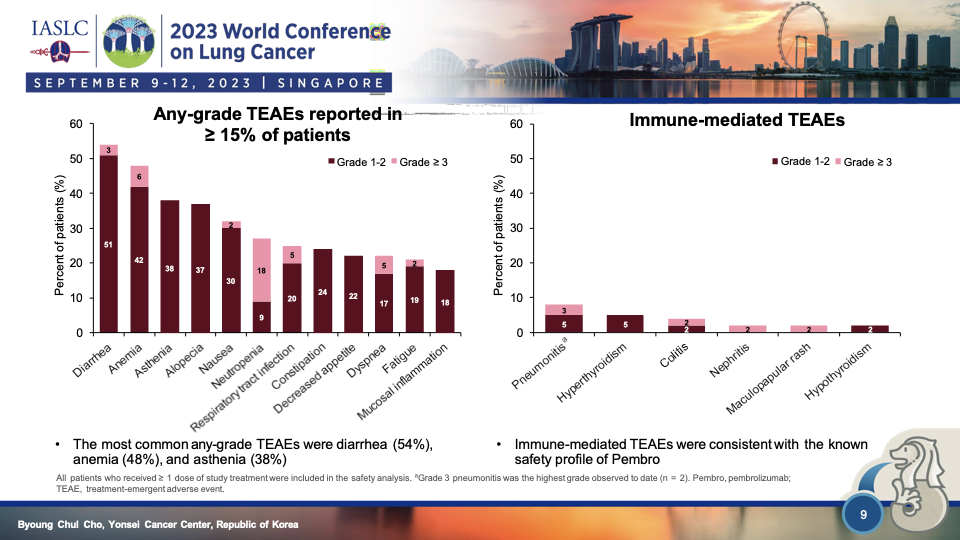 IASLC
2023 World Conference
on Lung Cancer
SEPTEMBER 9-12, 2023 | SINGAPORE
Any-grade TEAEs reported in
≥ 15% of patients
Grade 1-2
Grade ≥ 3
Percent of patients (%)
60
50
40
30
20
10
0
3
51
6
42
38
37
2
30
18
9
5
20
24
22
5
17
2
19
18
Diarrhea
Anemia
Asthenia
Alopecia
Nausea
Neutropenia
Respiratory tract infection
Constipation
Decreased appetite
Dyspnea
Fatigue
Mucosal inflammation
Immune-mediated TEAEs
Grade 1-2
Grade ≥ 3
Percent of patients (%)
60
50
40
30
20
10
0
3
5
5
2
2
2
2
2
Pneumonitisᵃ
Hyperthyroidism
Colitis
Nephritis
Maculopapular rash
Hypothyroidism
• The most common any-grade TEAEs were diarrhea (54%),
anemia (48%), and asthenia (38%)
• Immune-mediated TEAEs were consistent with the known
safety profile of Pembro
All patients who received ≥ 1 dose of study treatment were included in the safety analysis. ᵃGrade 3 pneumonitis was the highest grade observed to date (n = 2). Pembro, pembrolizumab;
TEAE, treatment-emergent adverse event.
Byoung Chul Cho, Yonsei Cancer Center, Republic of Korea
9